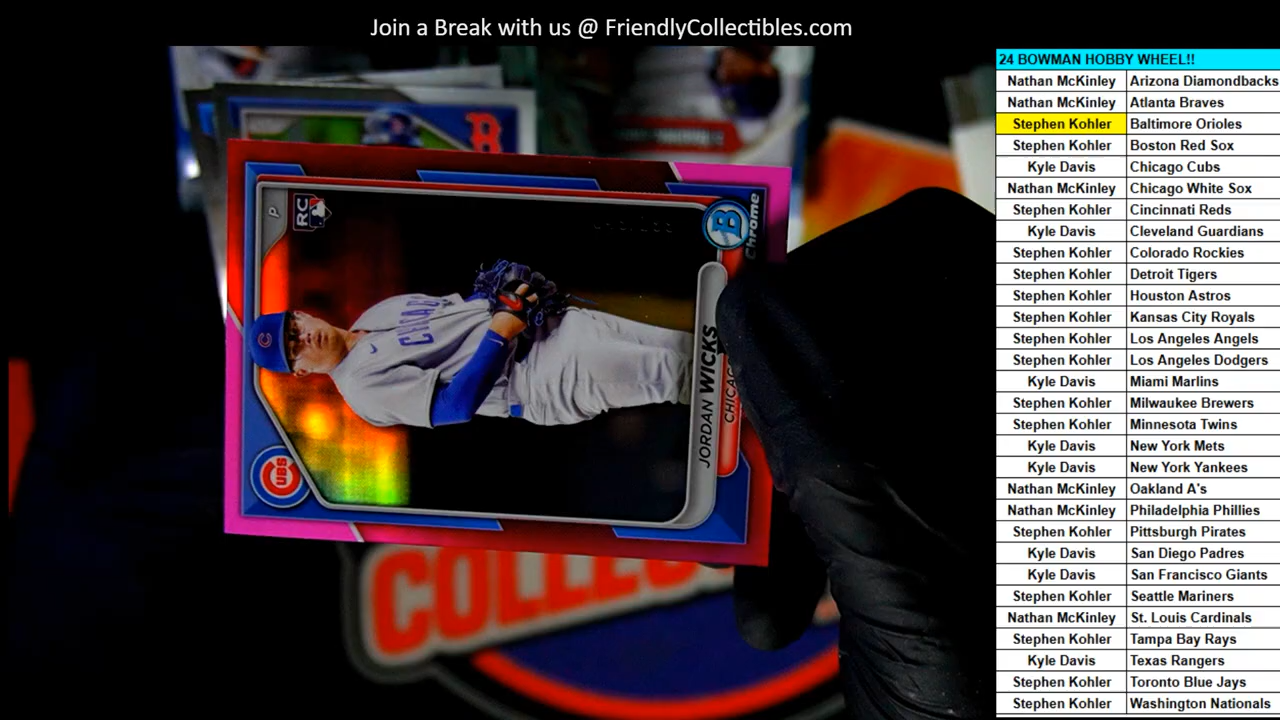 Join a Break with us @ FriendlyCollectibles.com
24 BOWMAN HOBBY WHEEL!!
Nathan McKinley Arizona Diamondbacks
Nathan McKinley Atlanta Braves
Stephen Kohler Baltimore Orioles
Stephen Kohler Boston Red Sox
Kyle Davis Chicago Cubs
Nathan McKinley Chicago White Sox
Stephen Kohler Cincinnati Reds
Kyle Davis Cleveland Guardians
Stephen Kohler Colorado Rockies
Stephen Kohler Detroit Tigers
Stephen Kohler Houston Astros
Stephen Kohler Kansas City Royals
Stephen Kohler Los Angeles Angels
Stephen Kohler Los Angeles Dodgers
Kyle Davis Miami Marlins
Stephen Kohler Milwaukee Brewers
Stephen Kohler Minnesota Twins
Kyle Davis New York Mets
Kyle Davis New York Yankees
Nathan McKinley Oakland A's
Nathan McKinley Philadelphia Phillies
Stephen Kohler Pittsburgh Pirates
Kyle Davis San Diego Padres
Kyle Davis San Francisco Giants
Stephen Kohler Seattle Mariners
Nathan McKinley St. Louis Cardinals
Stephen Kohler Tampa Bay Rays
Kyle Davis Texas Rangers
Stephen Kohler Toronto Blue Jays
Stephen Kohler Washington Nationals
P
RC
B
Chrome
C
CUBS
JORDAN WICKS
B